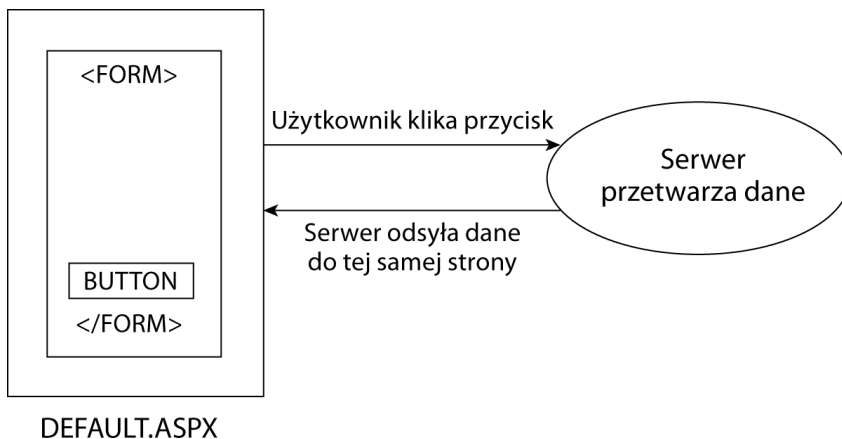 <FORM>
Użytkownik klika przycisk
Serwer
przetwarza dane
Serwer odsyła dane
do tej samej strony
BUTTON
</FORM>
DEFAULT.ASPX